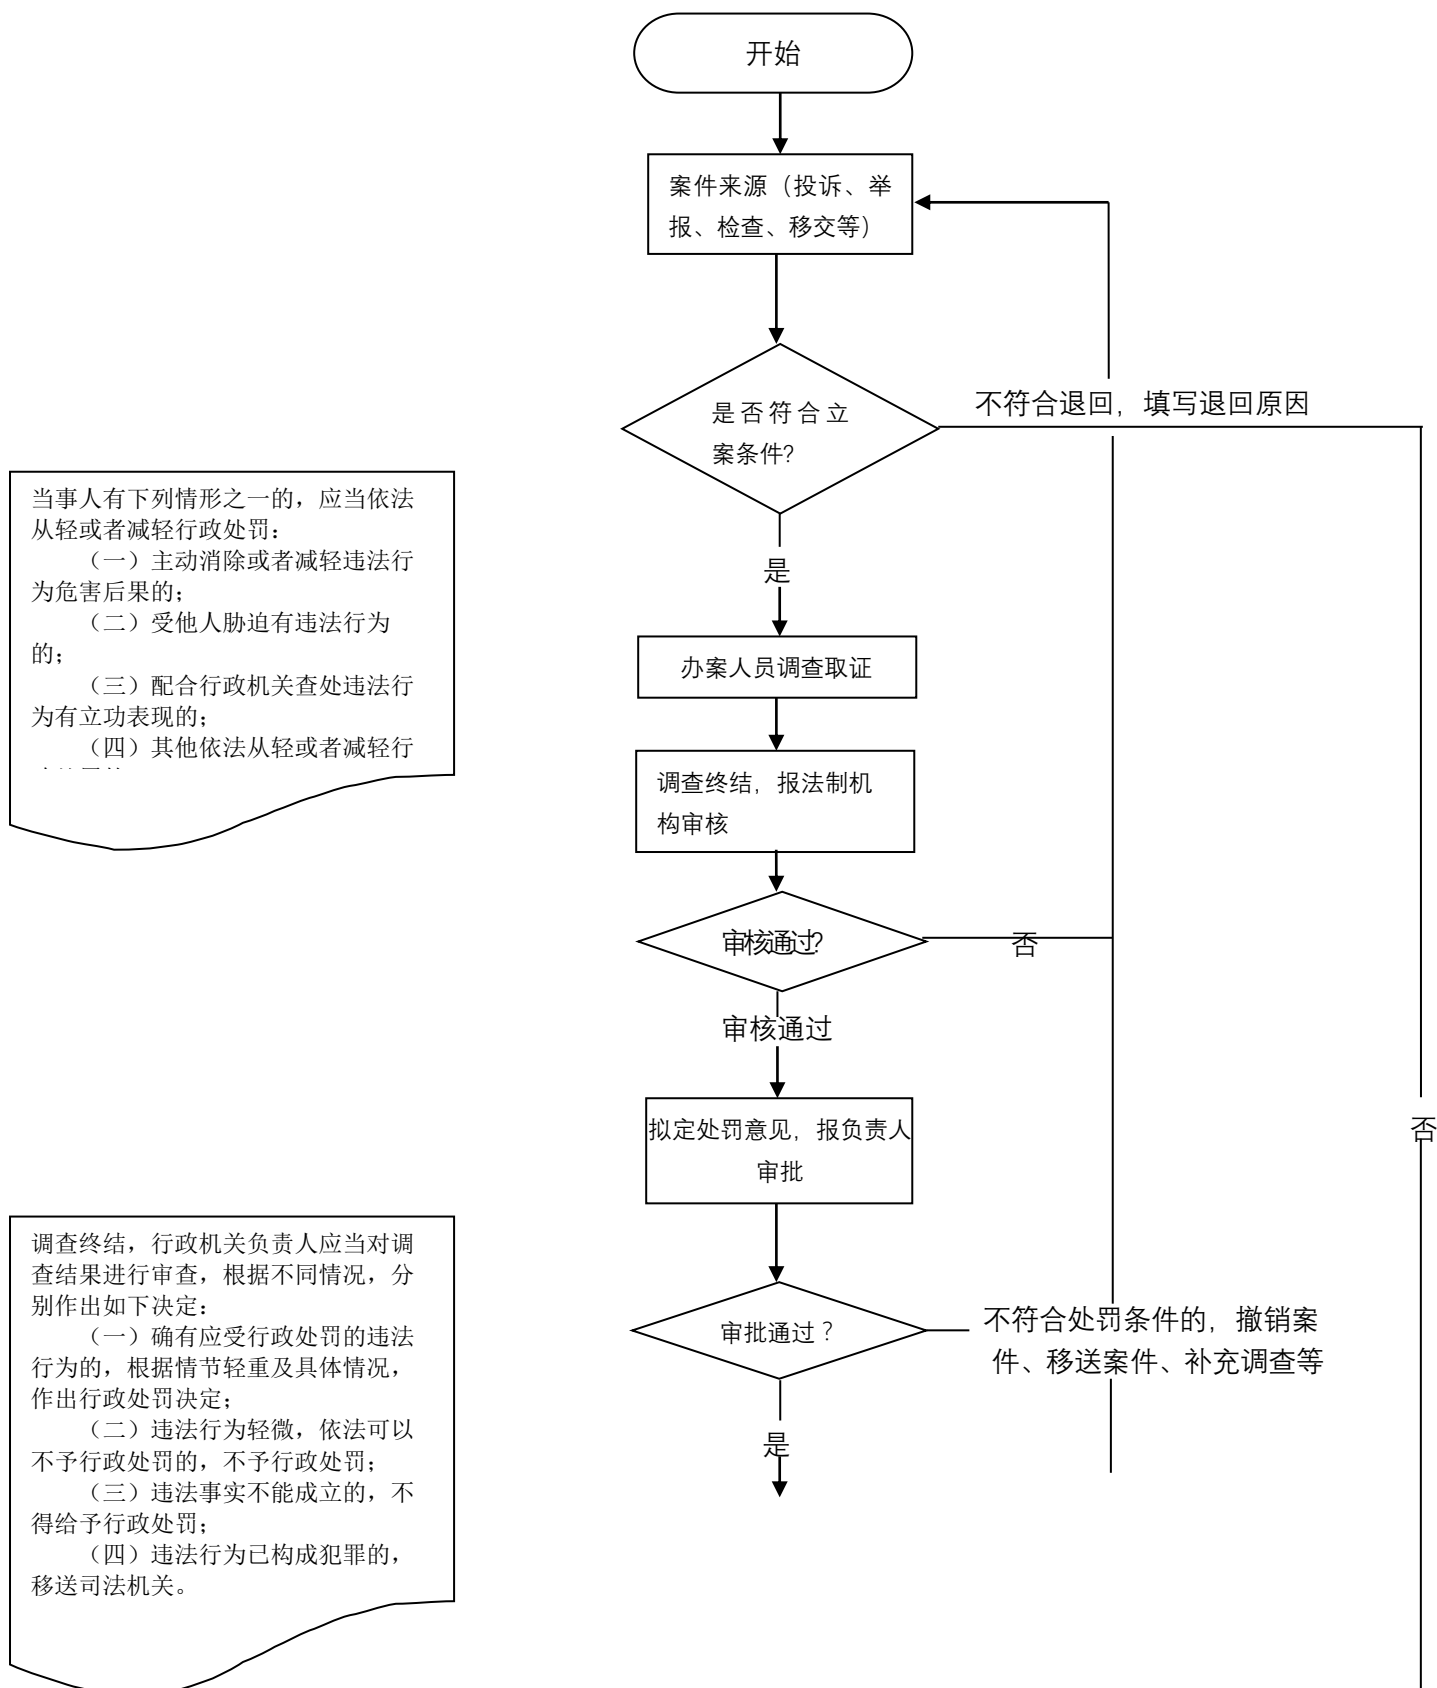 开始
案件来源（投诉、举
报、检查、移交等）
不符合退回，填写退回原因
是否符合立
案条件?
当事人有下列情形之一的，应当依法
从轻或者减轻行政处罚：
（一）主动消除或者减轻违法行
为危害后果的；
（二）受他人胁迫有违法行为
的；
（三）配合行政机关查处违法行
为有立功表现的；
（四）其他依法从轻或者减轻行
是
办案人员调查取证
调查终结，报法制机
构审核
审核通过?
否
审核通过
拟定处罚意见，报负责人
审批
否
调查终结，行政机关负责人应当对调
查结果进行审查，根据不同情况，分
别作出如下决定：
（一）确有应受行政处罚的违法
行为的，根据情节轻重及具体情况，
作出行政处罚决定；
（二）违法行为轻微，依法可以
不予行政处罚的，不予行政处罚；
（三）违法事实不能成立的，不
得给予行政处罚；
（四）违法行为已构成犯罪的，
移送司法机关。
审批通过？
不符合处罚条件的，撤销案
件、移送案件、补充调查等
是